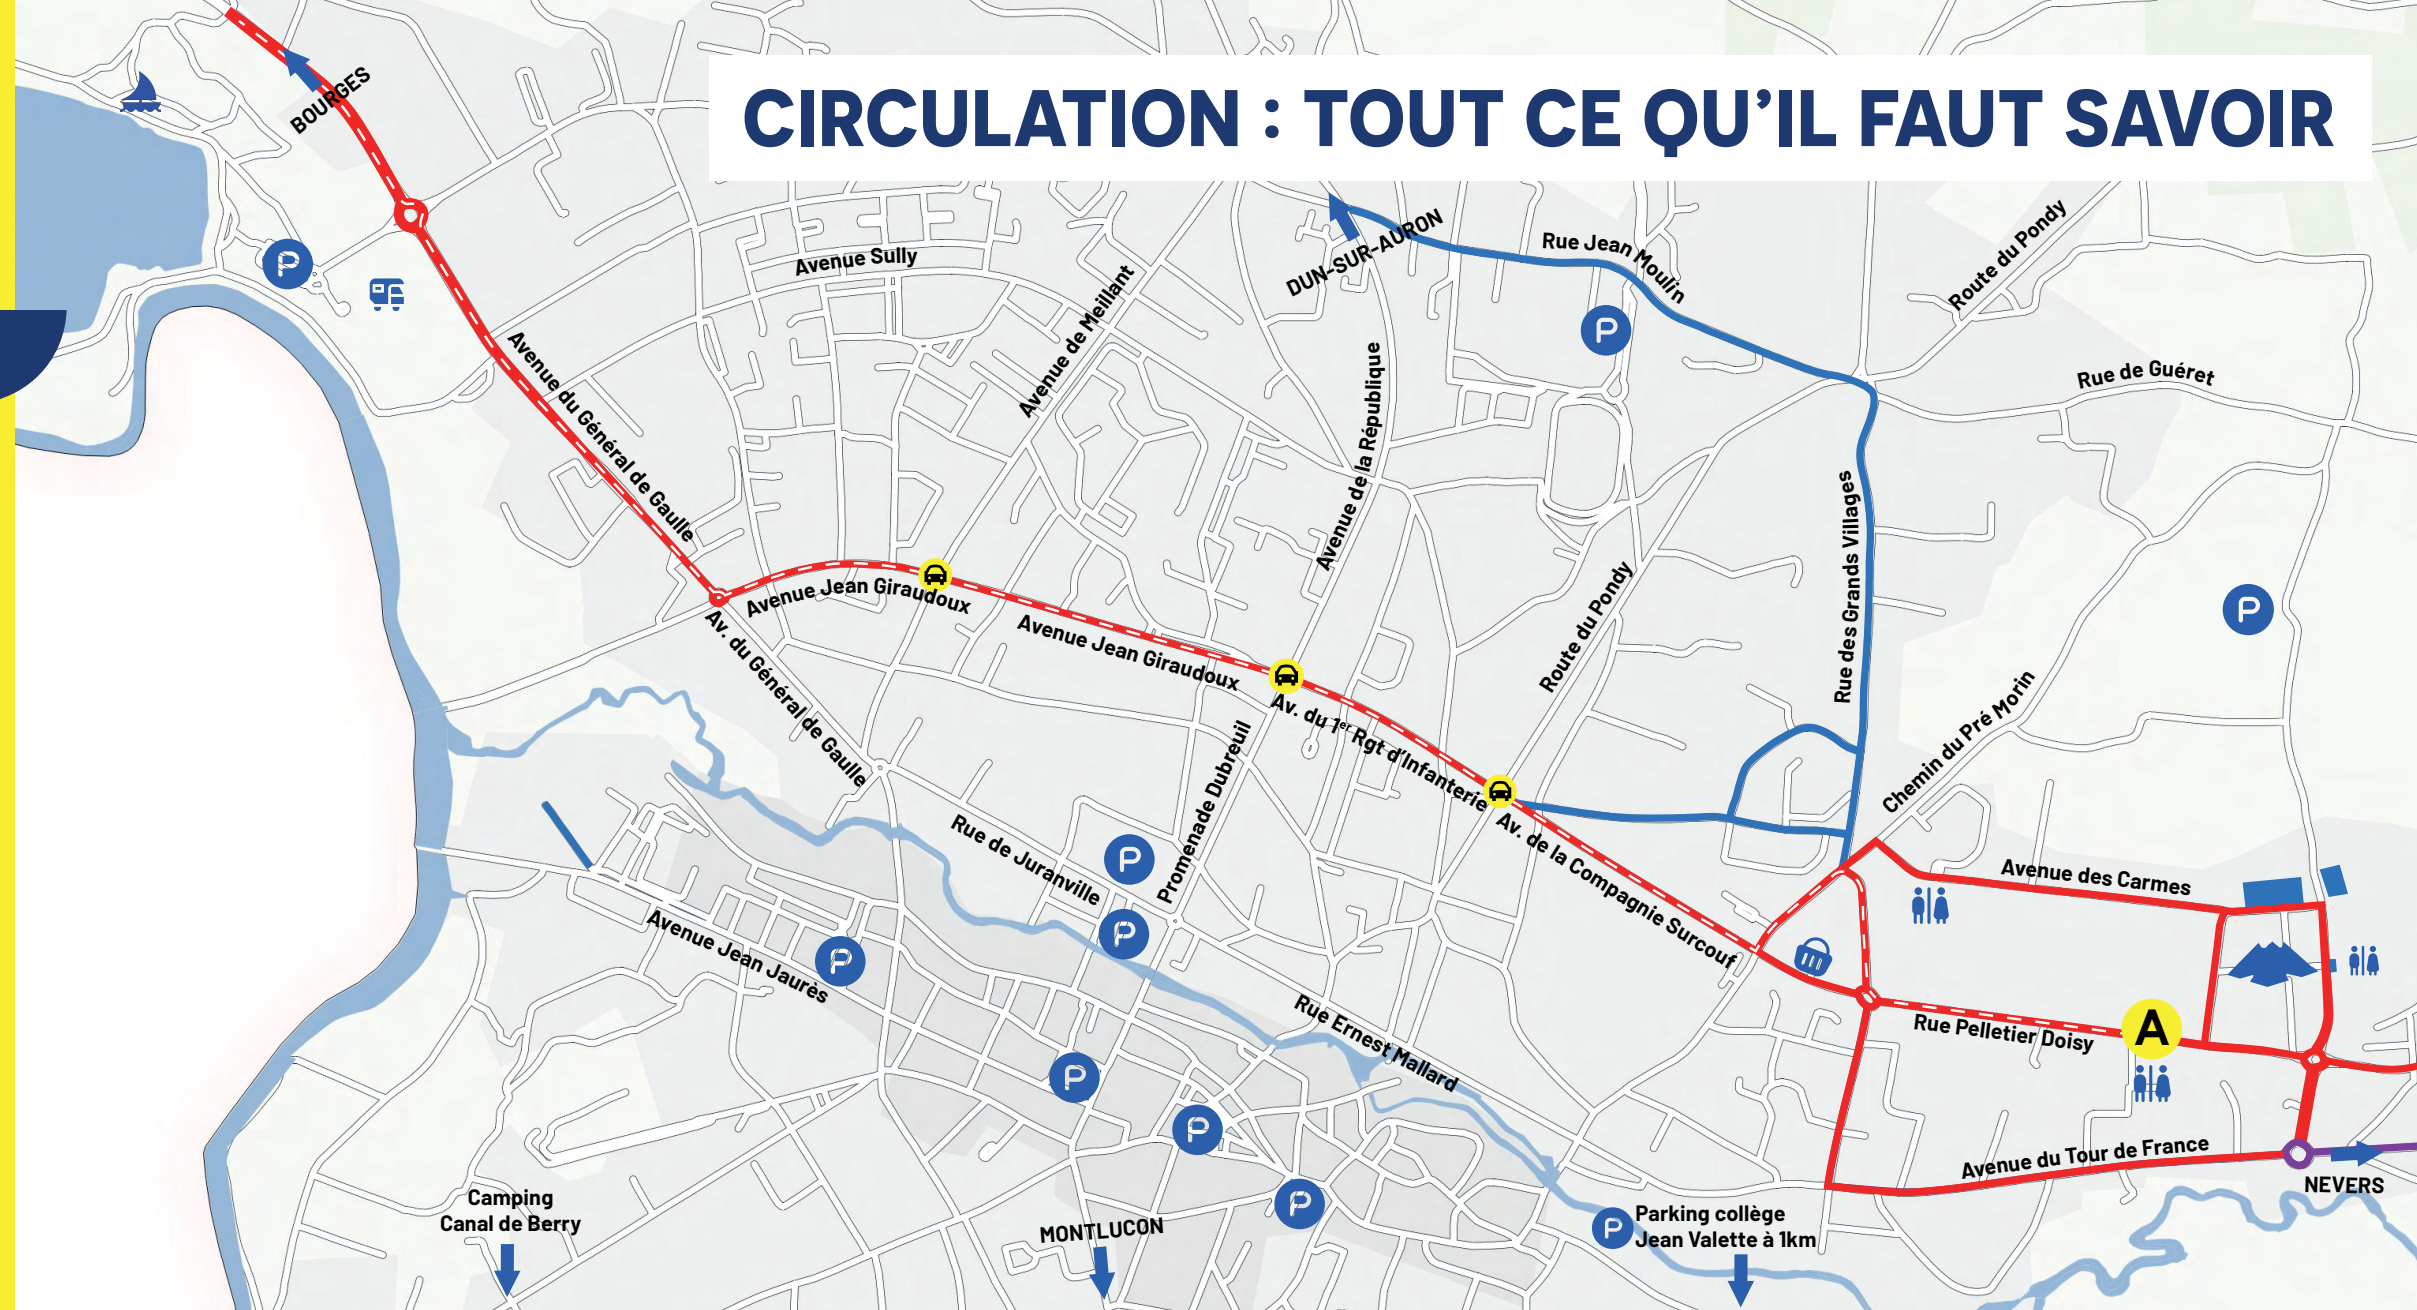 CIRCULATION : TOUT CE QU'IL FAUT SAVOIR
BOURGES
DUN-SUR-AURON
Rue Jean Moulin
Route du Pondy
Avenue Sully
Avenue de Meillant
Avenue de la République
Rue de Guéret
Avenue du Général de Gaulle
Rue des Grands Villages
Avenue Jean Giraudoux
Avenue Jean Giraudoux
Route du Pondy
Av. du Général de Gaulle
Av. du 1er Rgt d'Infanterie
Promenade Dubreuil
Chemin du Pré Morin
Rue de Juranville
Av. de la Compagnie Surcouf
Avenue des Carmes
Avenue Jean Jaurès
Rue Ernest Mallard
Rue Pelletier Doisy
A
Avenue du Tour de France
NEVERS
Camping
Canal de Berry
MONTLUCON
Parking collège
Jean Valette à 1km
P
P
P
P
P
P
P
P
P
P
P